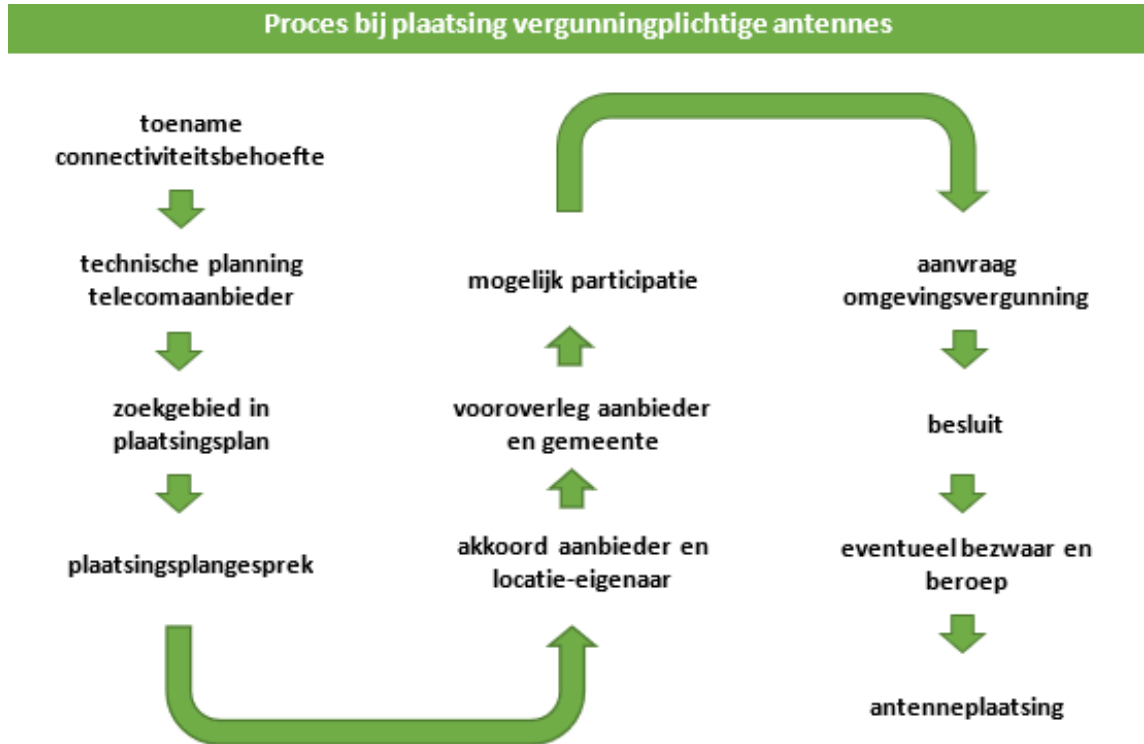 Proces bij plaatsing vergunningplichtige antennes
toename
connectiviteitsbehoefte
technische planning
telecomaanbieder
zoekgebied in
plaatsingsplan
plaatsingsplangesprek
akkoord aanbieder en
locatie-eigenaar
vooroverleg aanbieder
en gemeente
mogelijk participatie
aanvraag
omgevingsvergunning
besluit
eventueel bezwaar en
beroep
antenneplaatsing